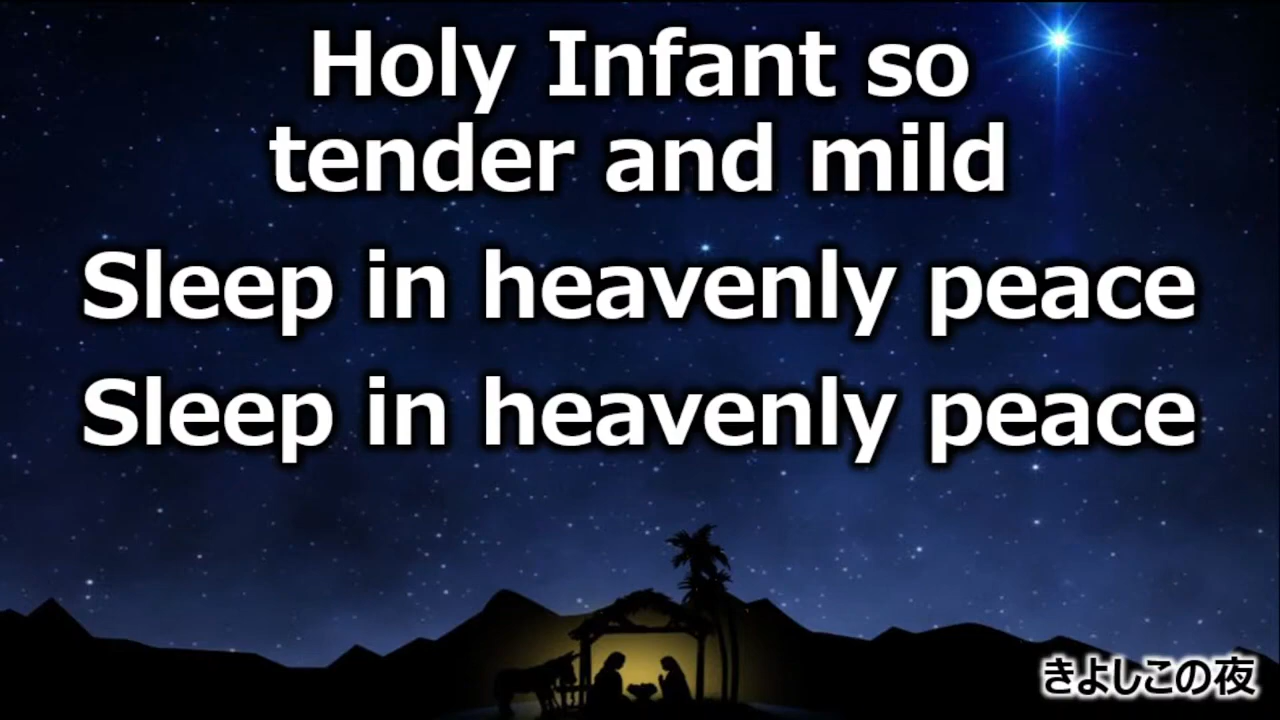 Holy Infant so
tender and mild
Sleep in heavenly peace
Sleep in heavenly peace
きよしこの夜